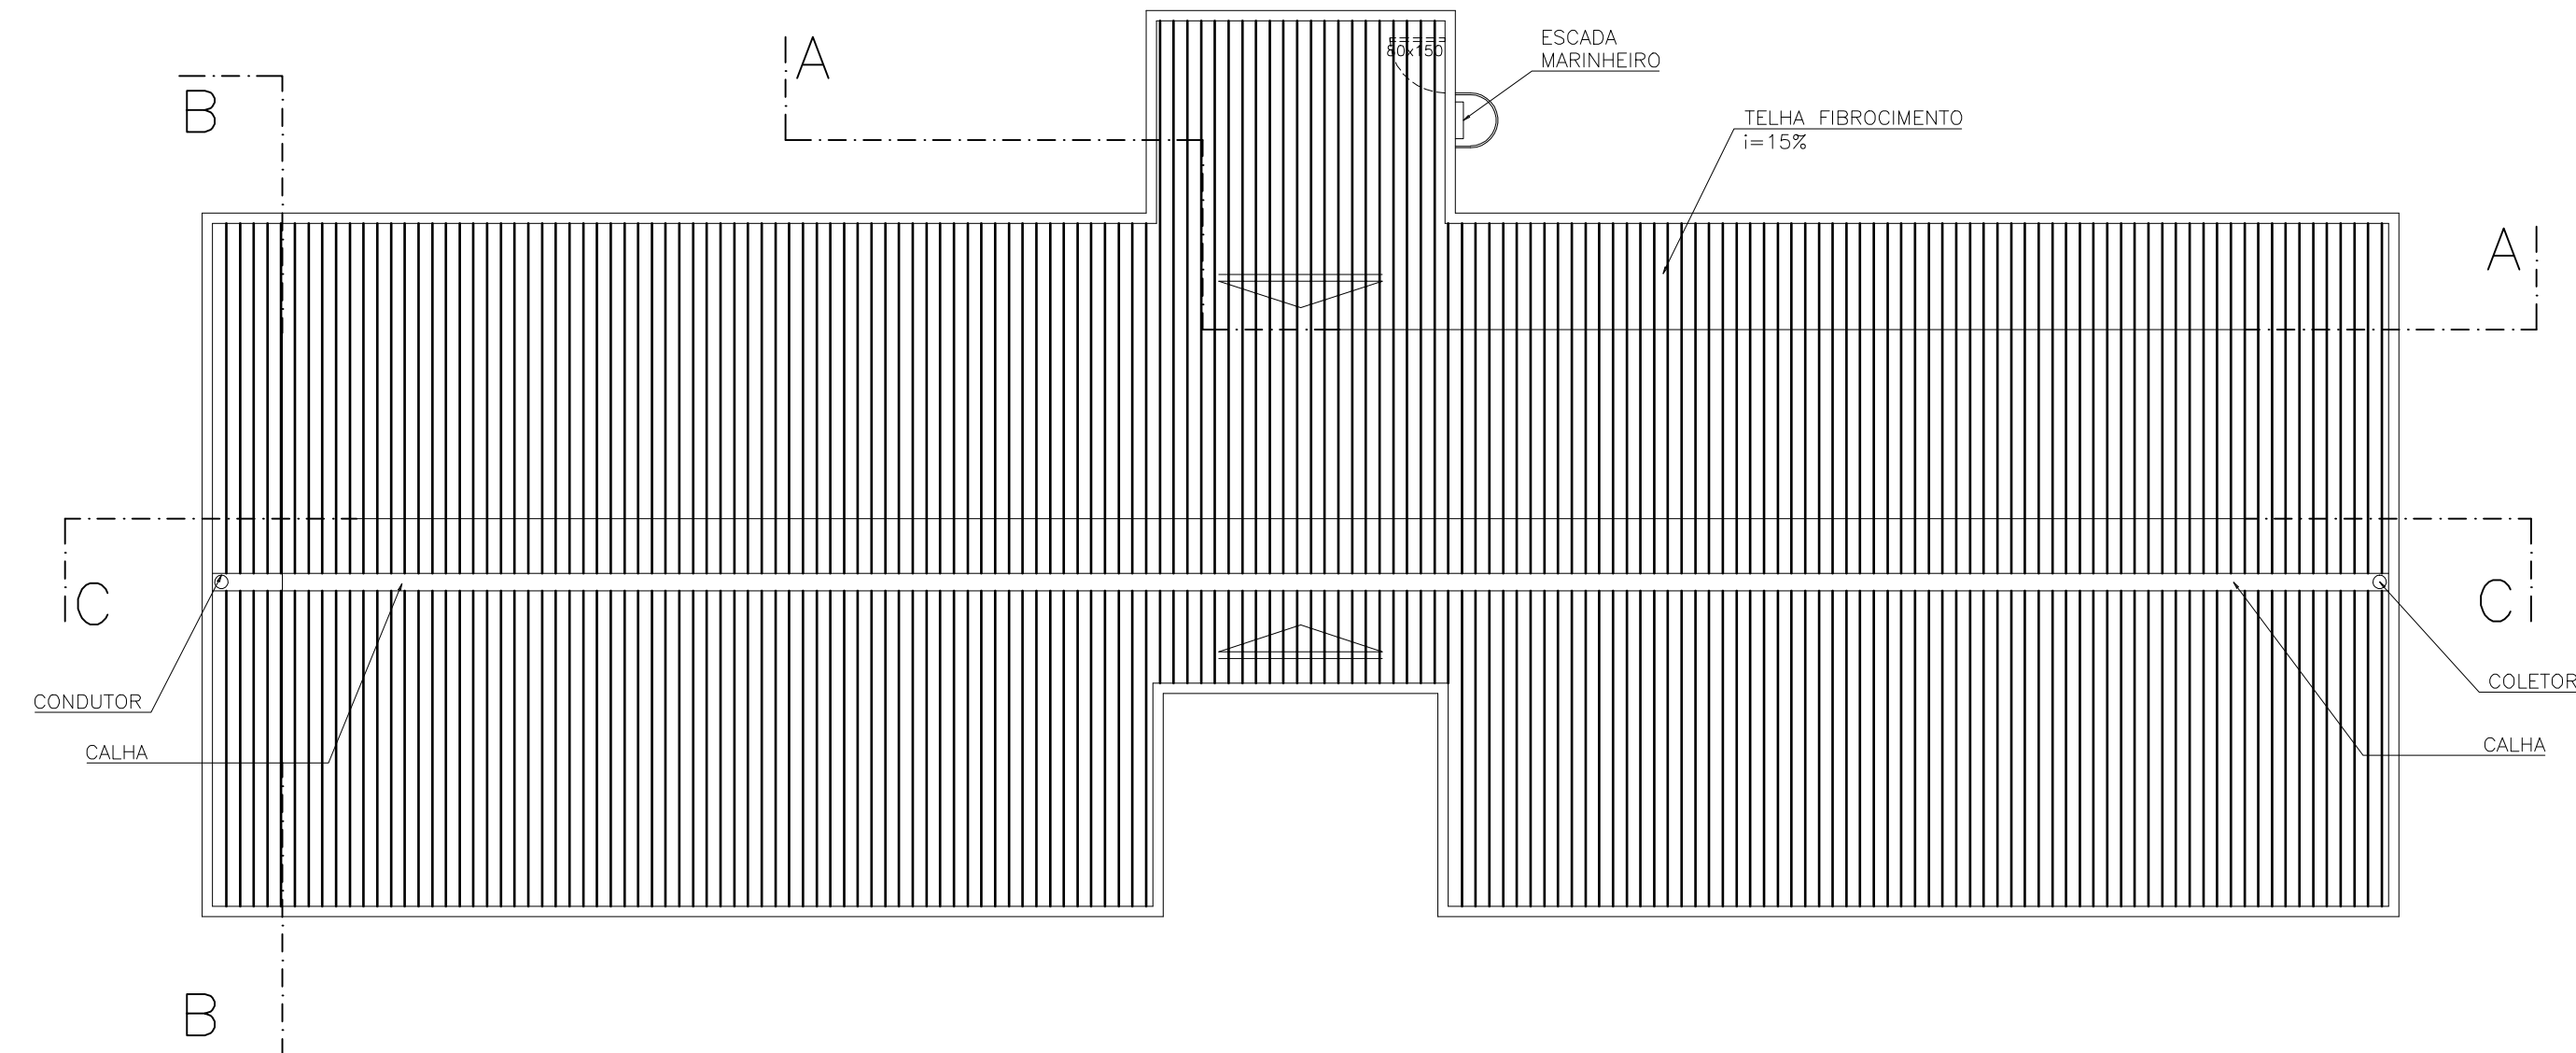 A
B
80x150
ESCADA
MARINHEIRO
TELHA FIBROCIMENTO
i=15%
A
C
C
CONDUTOR
COLETOR
CALHA
CALHA
B